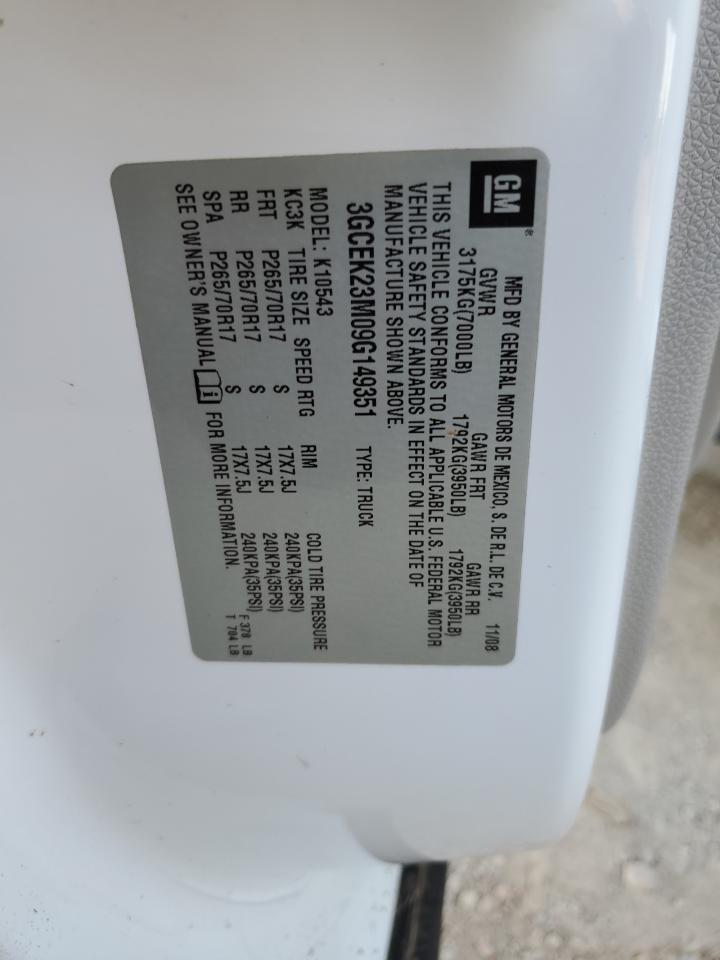 GM®
MFD BY GENERAL MOTORS DE MEXICO, S. DE R.L. DE C.V. 11/08
GVWR GAWR FRT GAWR RR
3175KG(7000LB) 1792KG(3950LB) 1792KG(3950LB)
THIS VEHICLE CONFORMS TO ALL APPLICABLE U.S. FEDERAL MOTOR
VEHICLE SAFETY STANDARDS IN EFFECT ON THE DATE OF
MANUFACTURE SHOWN ABOVE.
3GCEK23M09G149351 TYPE: TRUCK
MODEL: K10543
KC3K TIRE SIZE SPEED RTG RIM COLD TIRE PRESSURE
FRT P265/70R17 S 17X7.5J 240KPA(35PSI)
RR P265/70R17 S 17X7.5J 240KPA(35PSI)
SPA P265/70R17 S 17X7.5J 240KPA(35PSI)
SEE OWNER'S MANUAL FOR MORE INFORMATION.
F 378 LB
T 704 LB